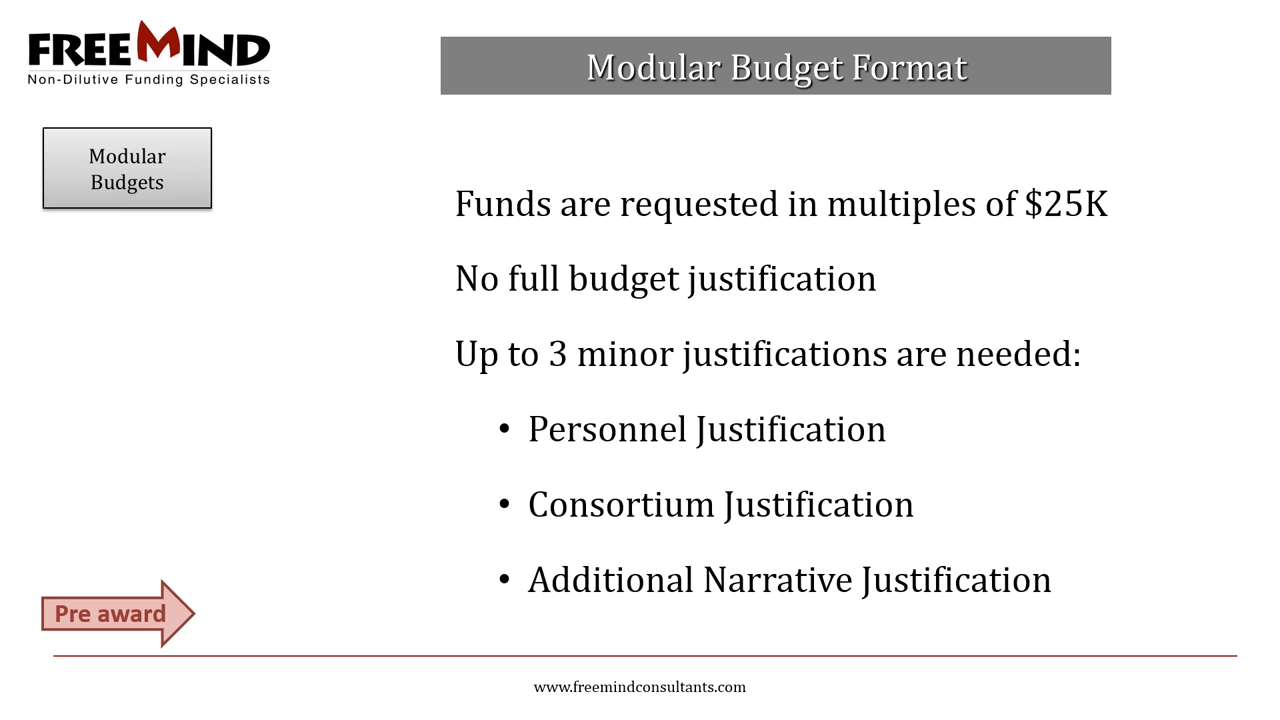 FREEMIND
Non-Dilutive Funding Specialists
Modular Budget Format
Modular
Budgets
Funds are requested in multiples of $25K
No full budget justification
Up to 3 minor justifications are needed:
• Personnel Justification
• Consortium Justification
• Additional Narrative Justification
Pre award
www.freemindconsultants.com